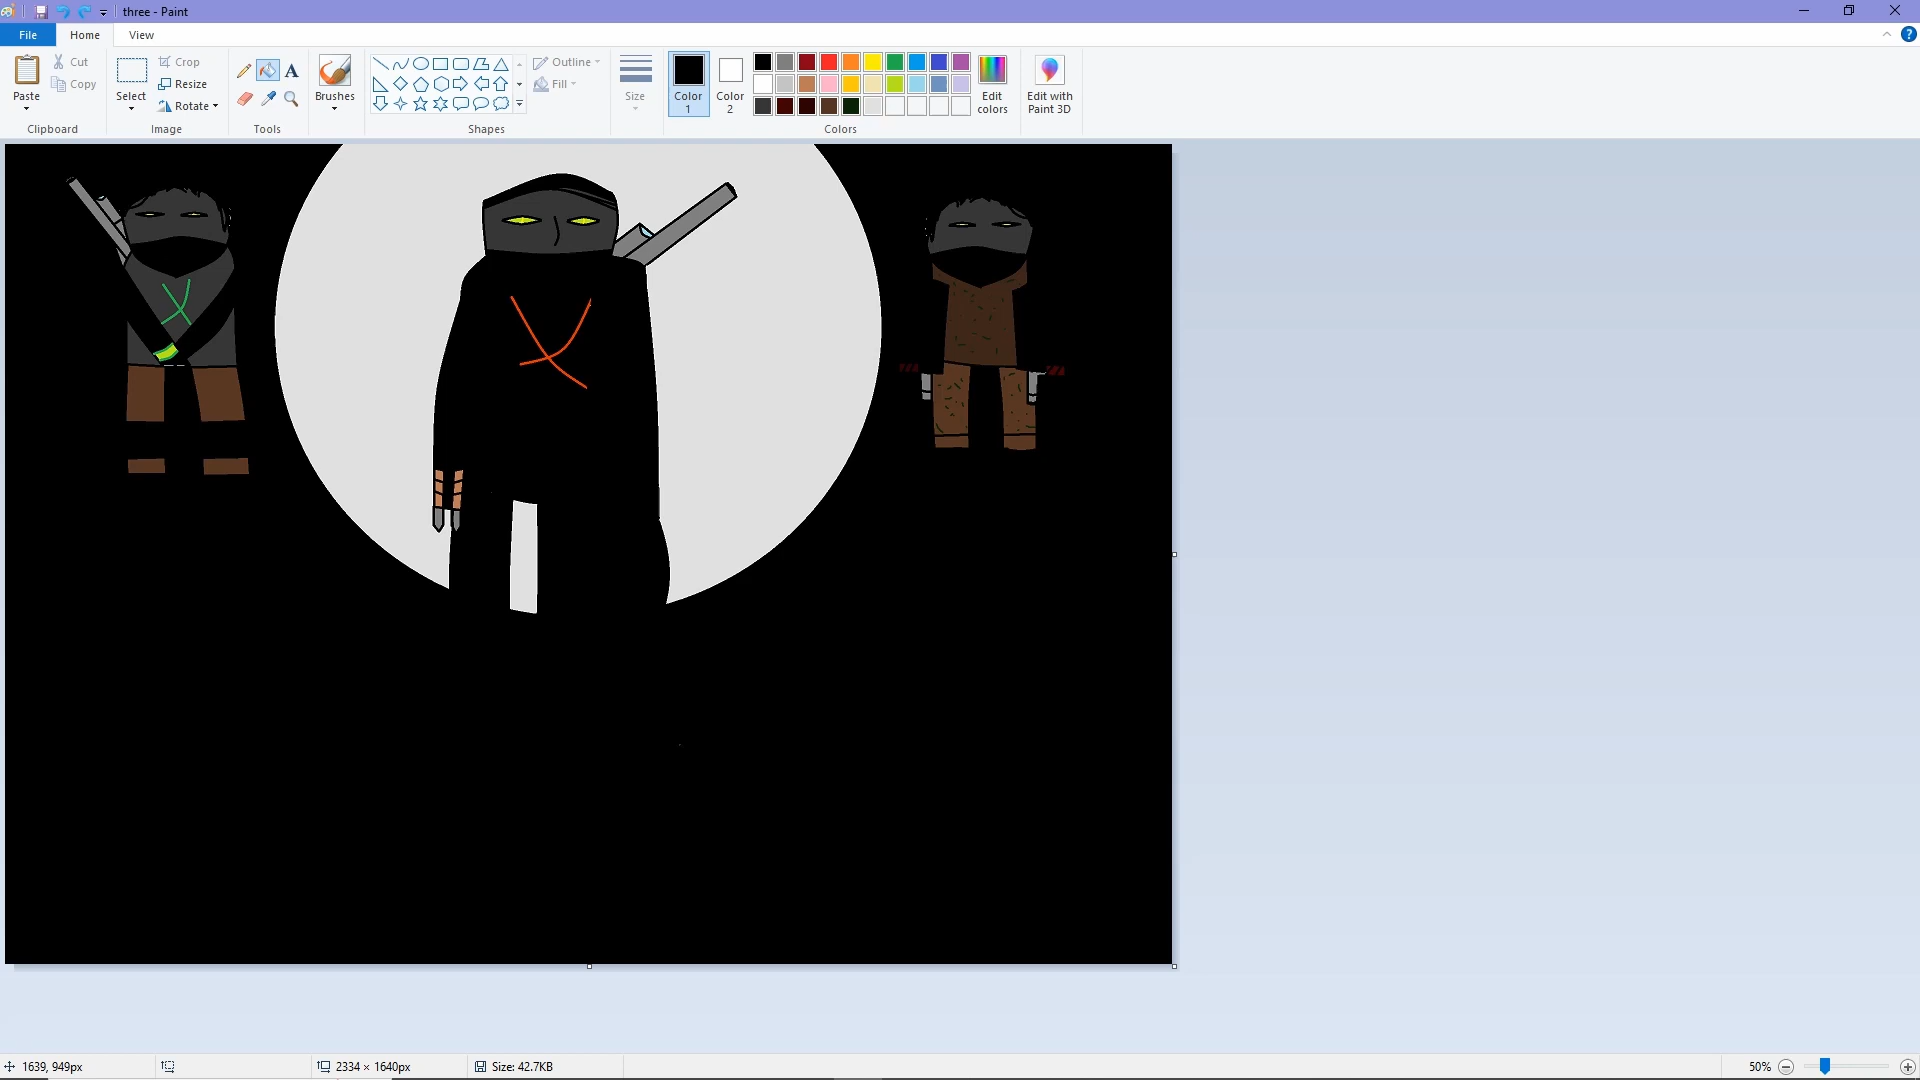 three - Paint
File Home View
Paste Cut Copy
Clipboard
Select Crop Resize Rotate
Image
Tools
Brushes
Outline Fill
Shapes
Size
Color 1
Color 2
Edit colors
Colors
Edit with Paint 3D
1639, 949px
2334 × 1640px
Size: 42.7KB
50%